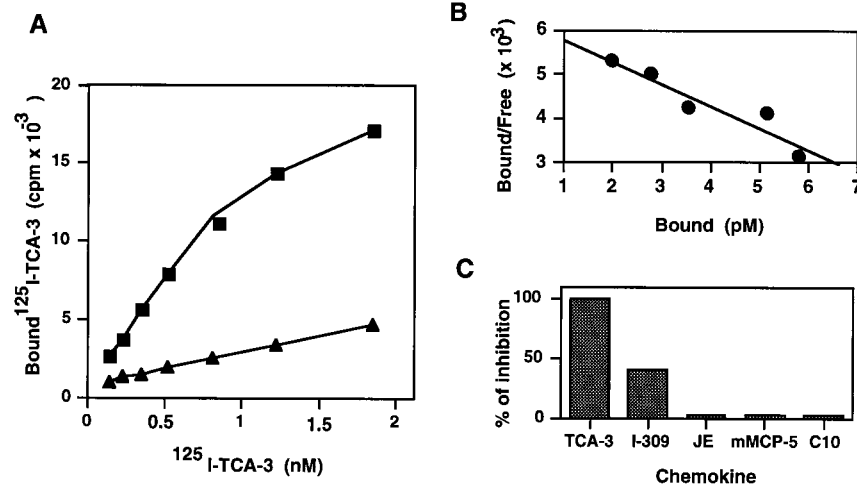 A
Bound 125I-TCA-3 (cpm x 10-3)
20
15
10
5
0
0
0.5
1
1.5
2
125 I-TCA-3 (nM)
B
Bound/Free (x 103)
6
5
4
3
1
2
3
4
5
6
7
Bound (pM)
C
% of inhibition
100
50
0
TCA-3
I-309
JE
mMCP-5
C10
Chemokine